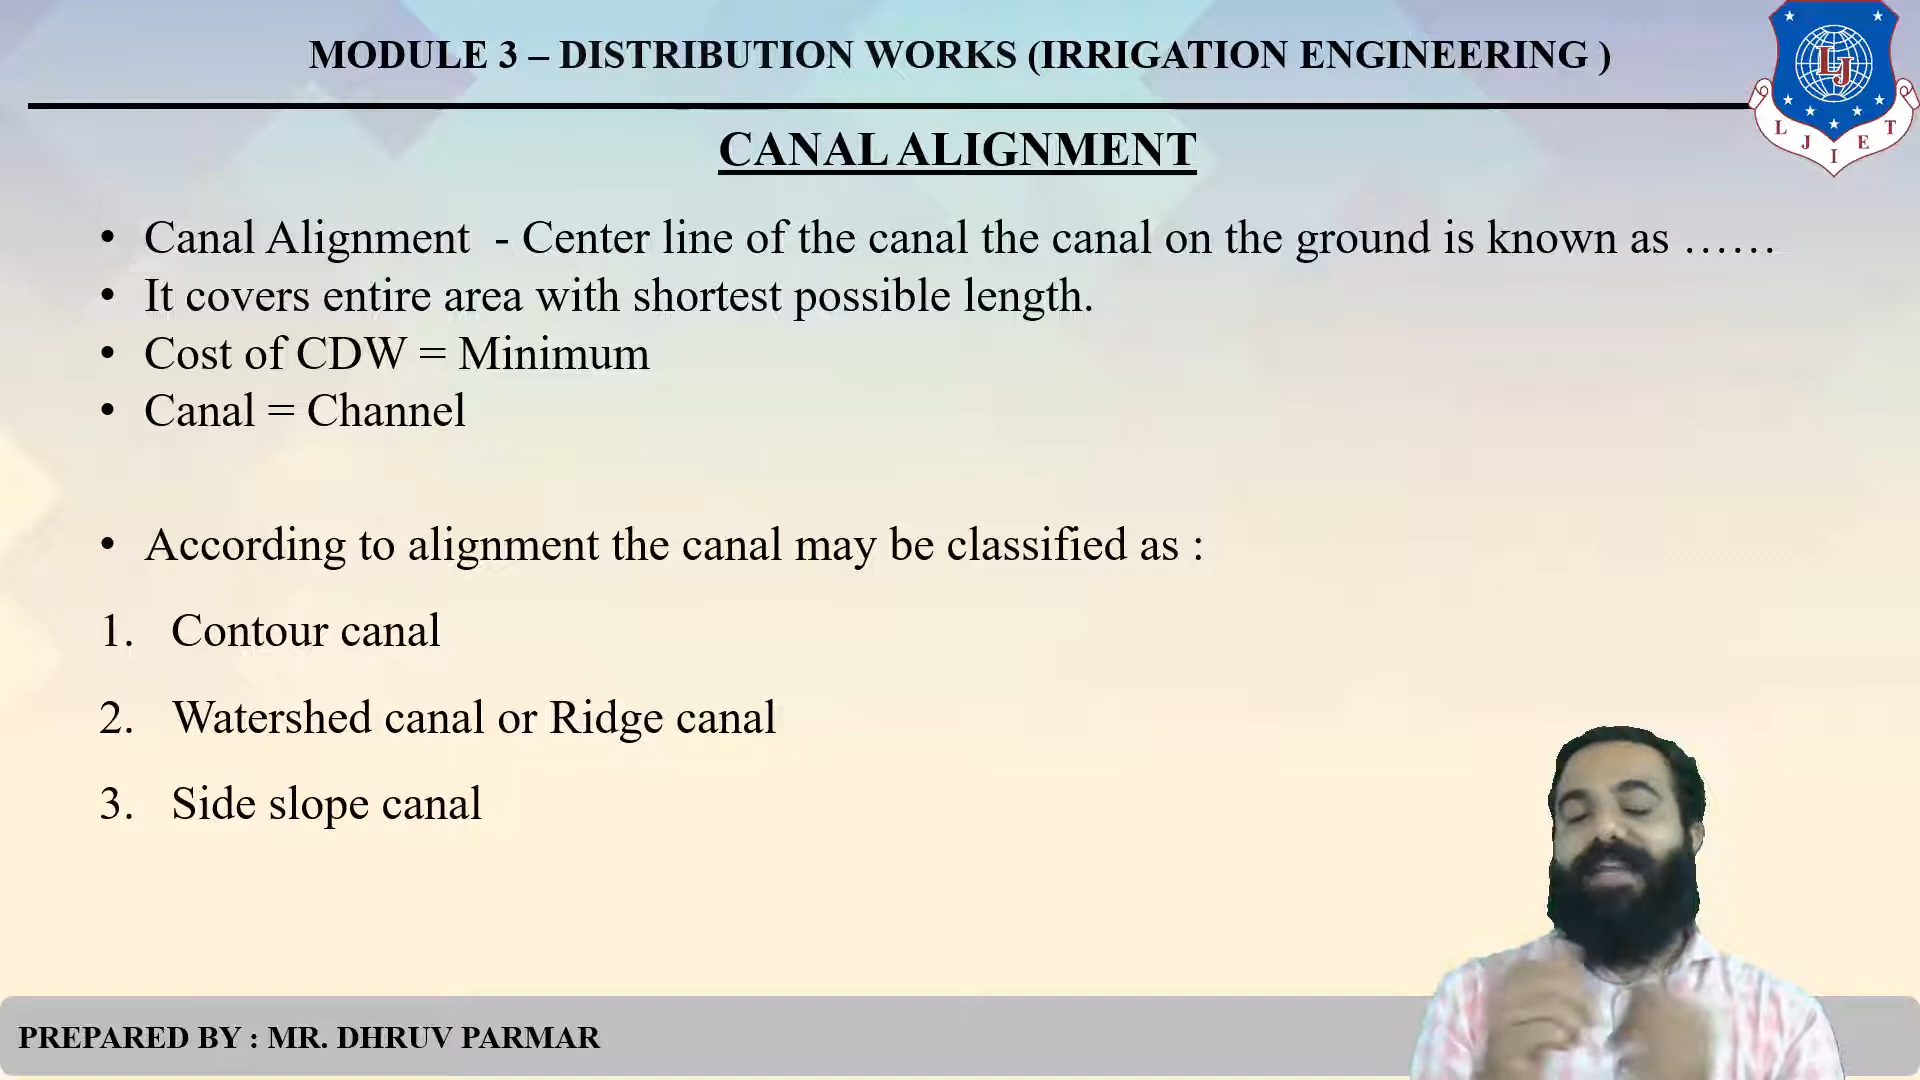 MODULE 3 – DISTRIBUTION WORKS (IRRIGATION ENGINEERING )
LJ
L J I E T
CANAL ALIGNMENT
• Canal Alignment - Center line of the canal the canal on the ground is known as ……
• It covers entire area with shortest possible length.
• Cost of CDW = Minimum
• Canal = Channel
• According to alignment the canal may be classified as :
1. Contour canal
2. Watershed canal or Ridge canal
3. Side slope canal
PREPARED BY : MR. DHRUV PARMAR